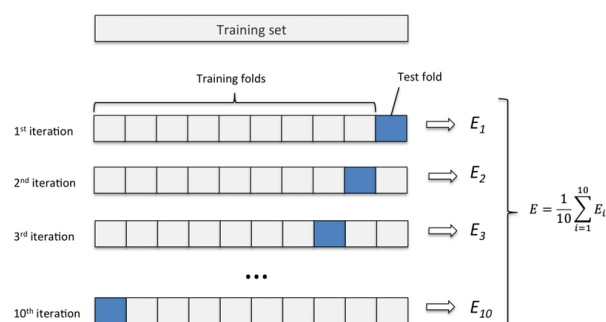 Training set
Training folds
Test fold
1st iteration
E1
2nd iteration
E2
E = 1/10 10∑i=1 Ei
3rd iteration
E3
...
10th iteration
E10